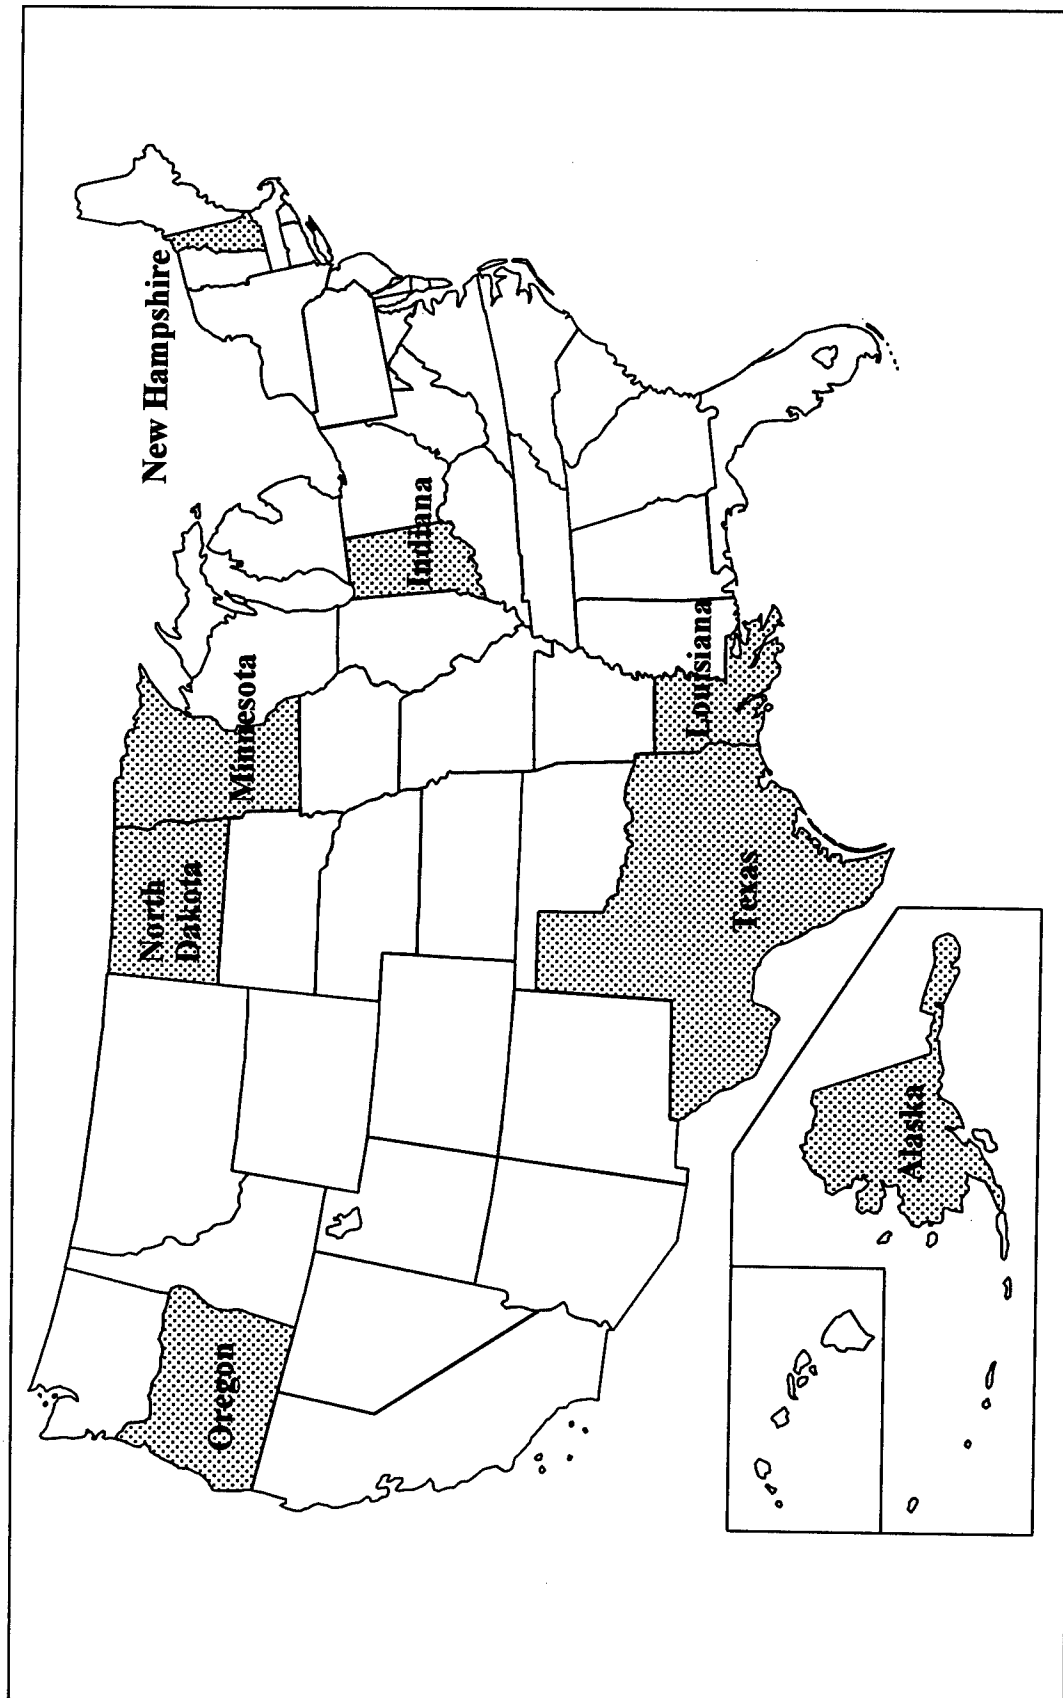 New Hampshire
Minnesota
North
Dakota
Indiana
Oregon
Louisiana
Texas
Alaska